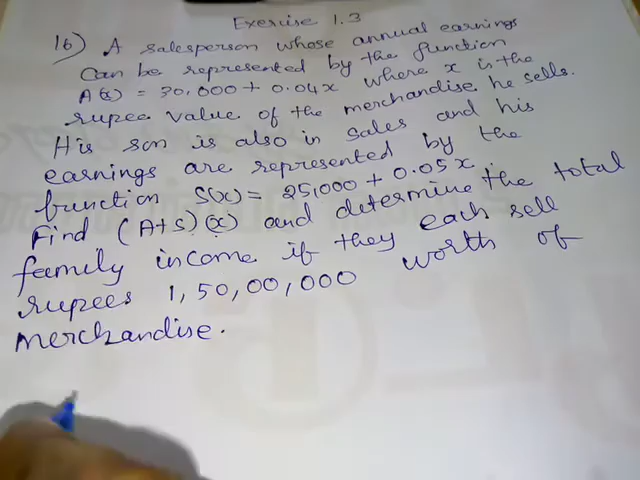 Exercise 1.3
16) A salesperson whose annual earnings
Can be represented by the function
A(x) = 30,000 + 0.04x where x is the
rupee value of the merchandise he sells.
His son is also in sales and his
earnings are represented by the
function S(x) = 25,000 + 0.05x.
Find (A+S)(x) and determine the total
family income if they each sell
rupees 1,50,00,000 worth of
merchandise.